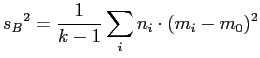 ${s_B}^2 = \frac{1}{k-1} \sum_i n_i \cdot (m_i - m_0)^2$